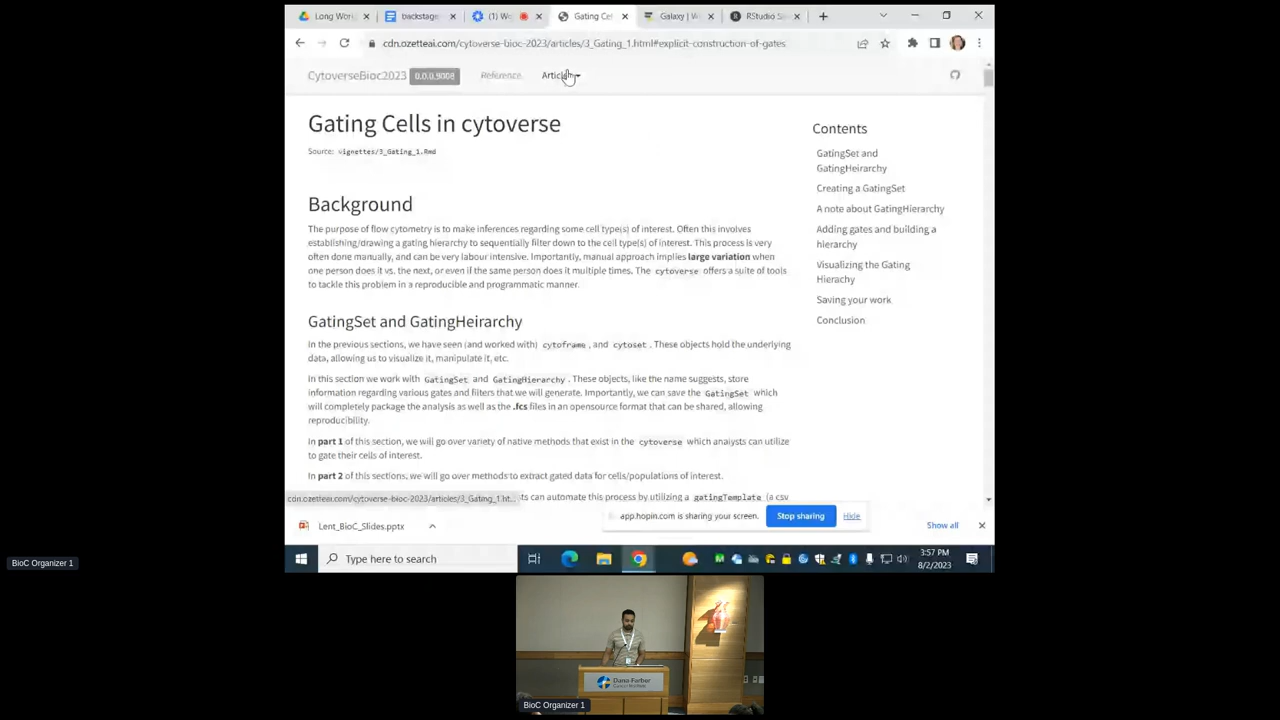 Long Wor
backstage
(1) W
Gating Cel
Galaxy | W
RStudio S
cdn.ozetteai.com/cytoverse-bioc-2023/articles/3_Gating_1.html#explicit-construction-of-gates
CytoverseBioc2023
0.0.0.9008
Reference
Articles
Gating Cells in cytoverse
Source: vignettes/3_Gating_1.Rmd
Background
The purpose of flow cytometry is to make inferences regarding some cell type(s) of interest. Often this involves
establishing/drawing a gating hierarchy to sequentially filter down to the cell type(s) of interest. This process is very
often done manually, and can be very labour intensive. Importantly, manual approach implies large variation when
one person does it vs. the next, or even if the same person does it multiple times. The cytoverse offers a suite of tools
to tackle this problem in a reproducible and programmatic manner.
GatingSet and GatingHeirarchy
In the previous sections, we have seen (and worked with) cytoframe, and cytoset. These objects hold the underlying
data, allowing us to visualize it, manipulate it, etc.
In this section we work with GatingSet and GatingHierarchy. These objects, like the name suggests, store
information regarding various gates and filters that we will generate. Importantly, we can save the GatingSet which
will completely package the analysis as well as the .fcs files in an opensource format that can be shared, allowing
reproducibility.
In part 1 of this section, we will go over variety of native methods that exist in the cytoverse which analysts can utilize
to gate their cells of interest.
In part 2 of this sections, we will go over methods to extract gated data for cells/populations of interest.
sts can automate this process by utilizing a gatingTemplate (a csv
Contents
GatingSet and
GatingHeirarchy
Creating a GatingSet
A note about GatingHierarchy
Adding gates and building a
hierarchy
Visualizing the Gating
Hierachy
Saving your work
Conclusion
cdn.ozetteai.com/cytoverse-bioc-2023/articles/3_Gating_1.ht...
app.hopin.com is sharing your screen.
Stop sharing
Hide
Lent_BioC_Slides.pptx
Show all
Type here to search
3:57 PM
8/2/2023
BioC Organizer 1
Dana Farber
Cancer Institute
BioC Organizer 1